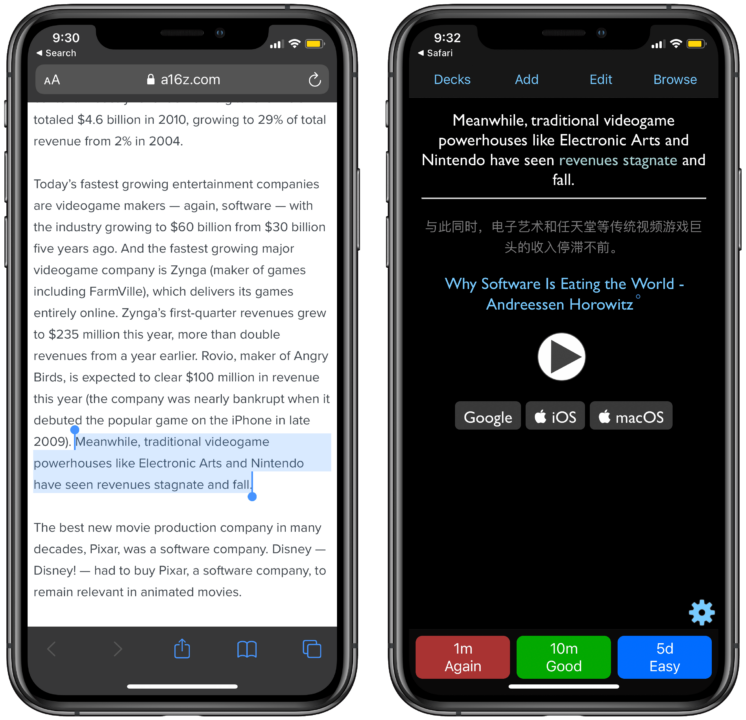 9:30
Search
AA
a16z.com
totaled $4.6 billion in 2010, growing to 29% of total
revenue from 2% in 2004.
Today’s fastest growing entertainment companies
are videogame makers — again, software — with
the industry growing to $60 billion from $30 billion
five years ago. And the fastest growing major
videogame company is Zynga (maker of games
including FarmVille), which delivers its games
entirely online. Zynga’s first-quarter revenues grew
to $235 million this year, more than double
revenues from a year earlier. Rovio, maker of Angry
Birds, is expected to clear $100 million in revenue
this year (the company was nearly bankrupt when it
debuted the popular game on the iPhone in late
2009). Meanwhile, traditional videogame
powerhouses like Electronic Arts and Nintendo
have seen revenues stagnate and fall.
The best new movie production company in many
decades, Pixar, was a software company. Disney —
Disney! — had to buy Pixar, a software company, to
remain relevant in animated movies.
9:32
Safari
Decks Add Edit Browse
Meanwhile, traditional videogame
powerhouses like Electronic Arts and
Nintendo have seen revenues stagnate and
fall.
与此同时，电子艺术和任天堂等传统视频游戏巨
头的收入停滞不前。
Why Software Is Eating the World -
Andreessen Horowitz
Google iOS macOS
1m 10m 5d
Again Good Easy